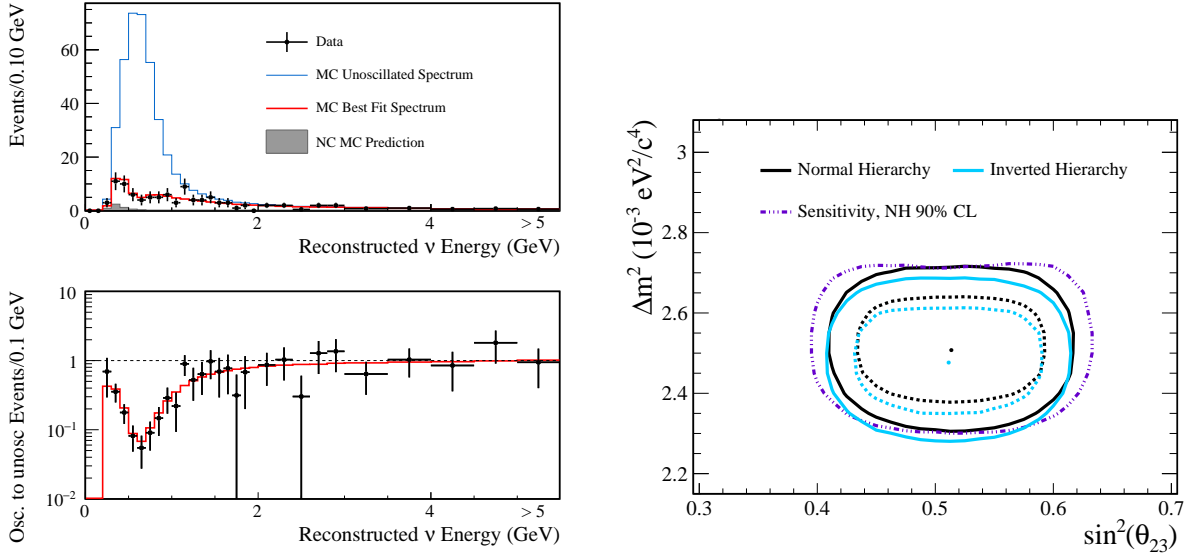 Events/0.10 GeV
60
40
20
0
Data
MC Unoscillated Spectrum
MC Best Fit Spectrum
NC MC Prediction
0 2 4 > 5
Reconstructed ν Energy (GeV)
Osc. to unosc Events/0.1 GeV
10
1
10⁻¹
10⁻²
0 2 4 > 5
Reconstructed ν Energy (GeV)
Δm² (10⁻³ eV²/c⁴)
3
2.8
2.6
2.4
2.2
Normal Hierarchy Inverted Hierarchy
Sensitivity, NH 90% CL
0.3 0.4 0.5 0.6 0.7
sin²(θ₂₃)